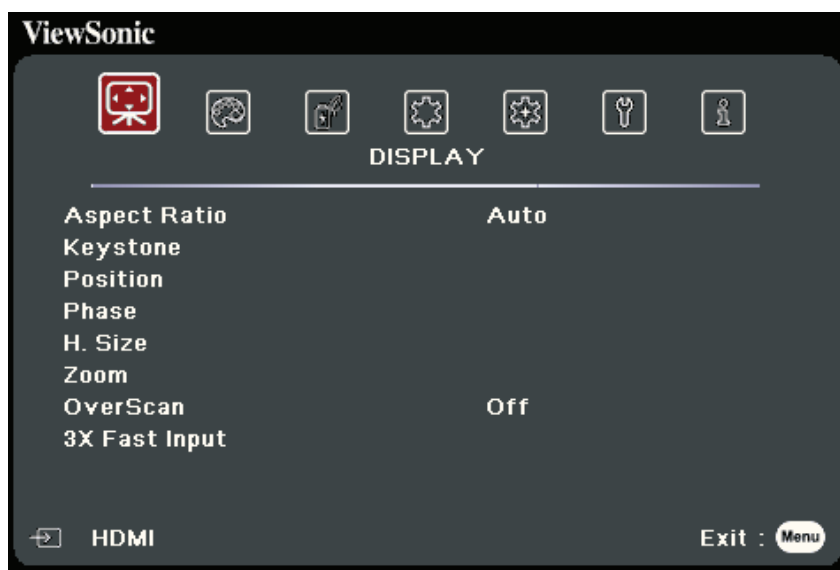 ViewSonic
DISPLAY
Aspect Ratio Auto
Keystone
Position
Phase
H. Size
Zoom
OverScan Off
3X Fast Input
HDMI Exit : Menu